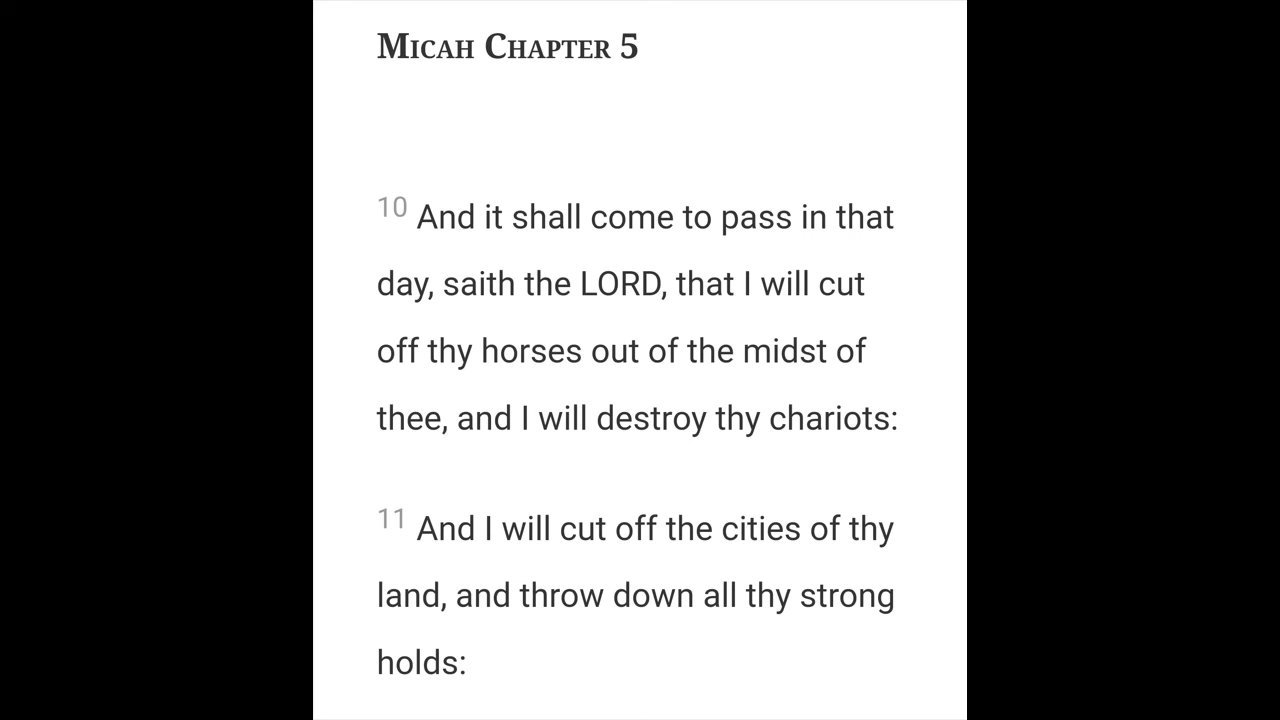 Micah Chapter 5
10 And it shall come to pass in that
day, saith the LORD, that I will cut
off thy horses out of the midst of
thee, and I will destroy thy chariots:
11 And I will cut off the cities of thy
land, and throw down all thy strong
holds: